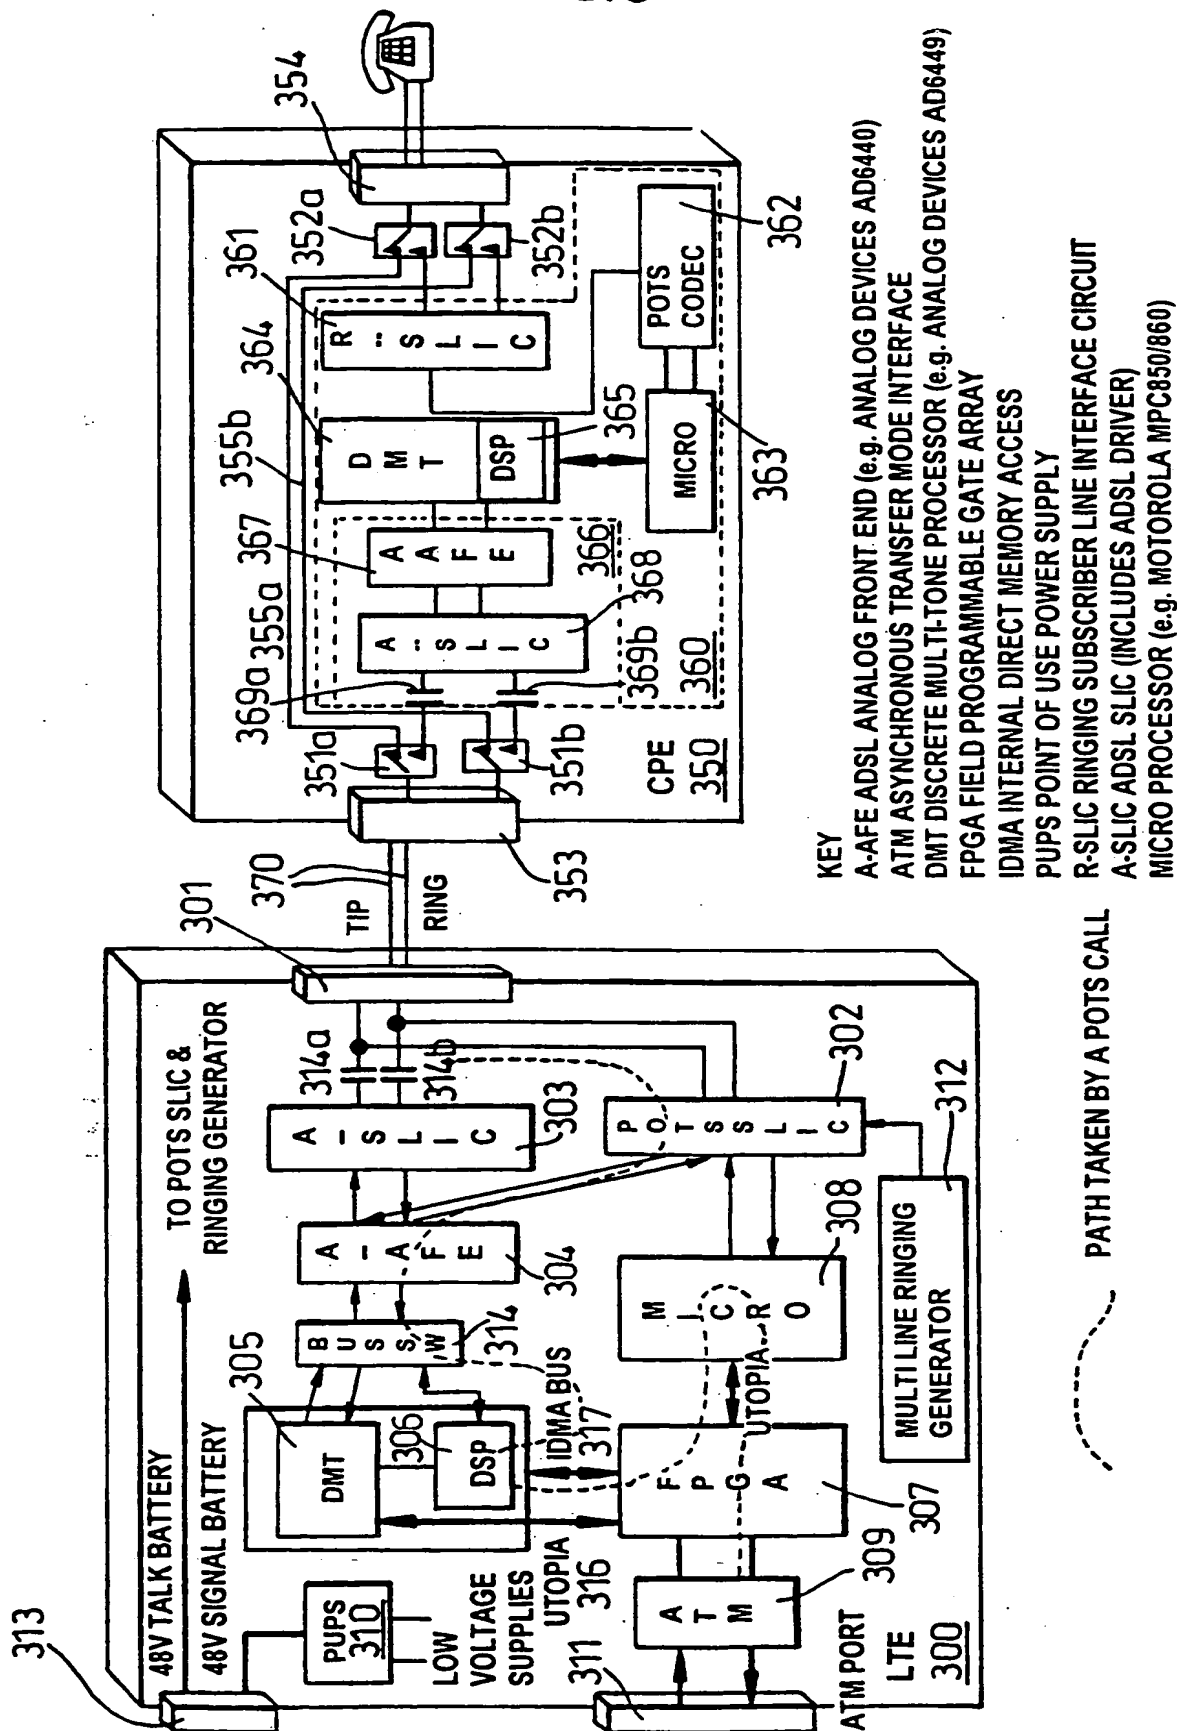 313
48V TALK BATTERY
48V SIGNAL BATTERY
TO POTS SLIC &
RINGING GENERATOR
PUPS
310
LOW
VOLTAGE
SUPPLIES
305
DMT
306
DSP
BUSSW
314
A-AFE
304
A-SLIC
303
314a
314b
301
TIP
RING
370
UTOPIA
316
IDMA BUS
317
FPGA
307
UTOPIA
MICRO
308
POTSSLIC
302
MULTI LINE RINGING
GENERATOR
312
ATM
309
311
ATM PORT
LTE
300
353
351a
351b
369a
369b
355a
355b
367
364
361
A-SLIC
368
AAFE
366
DMT
DSP
365
R-SLIC
352a
352b
354
MICRO
363
POTS
CODEC
362
360
CPE
350
KEY
A-AFE ADSL ANALOG FRONT END (e.g. ANALOG DEVICES AD6440)
ATM ASYNCHRONOUS TRANSFER MODE INTERFACE
DMT DISCRETE MULTI-TONE PROCESSOR (e.g. ANALOG DEVICES AD6449)
FPGA FIELD PROGRAMMABLE GATE ARRAY
IDMA INTERNAL DIRECT MEMORY ACCESS
PUPS POINT OF USE POWER SUPPLY
R-SLIC RINGING SUBSCRIBER LINE INTERFACE CIRCUIT
A-SLIC ADSL SLIC (INCLUDES ADSL DRIVER)
MICRO PROCESSOR (e.g. MOTOROLA MPC850/860)
PATH TAKEN BY A POTS CALL